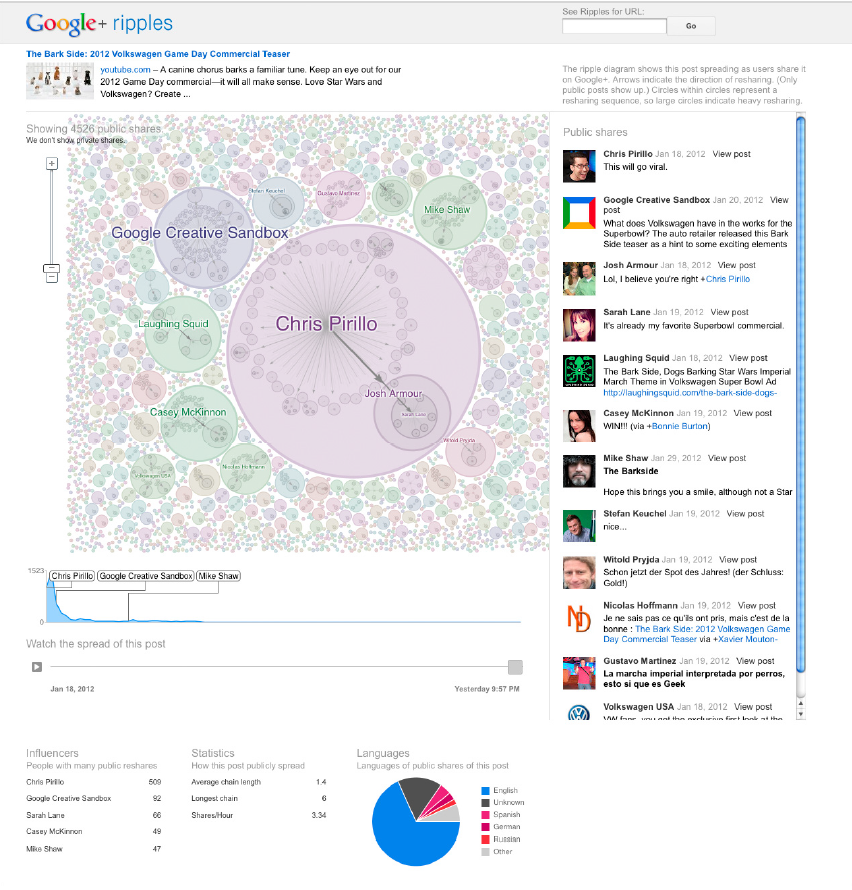 Google+ ripples
See Ripples for URL:
Go
The Bark Side: 2012 Volkswagen Game Day Commercial Teaser
youtube.com – A canine chorus barks a familiar tune. Keep an eye out for our
2012 Game Day commercial—it will all make sense. Love Star Wars and
Volkswagen? Create ...
The ripple diagram shows this post spreading as users share it
on Google+. Arrows indicate the direction of resharing. (Only
public posts show up.) Circles within circles represent a
resharing sequence, so large circles indicate heavy resharing.
Showing 4526 public shares.
We don't show private shares.
Stefan Keuchel
Gustavo Martinez
Mike Shaw
Google Creative Sandbox
Chris Pirillo
Laughing Squid
Josh Armour
Sarah Lane
Casey McKinnon
Witold Pryjda
Nicolas Hoffmann
Volkswagen USA
Public shares
Chris Pirillo Jan 18, 2012 View post
This will go viral.
Google Creative Sandbox Jan 20, 2012 View
post
What does Volkswagen have in the works for the
Superbowl? The auto retailer released this Bark
Side teaser as a hint to some exciting elements
Josh Armour Jan 18, 2012 View post
Lol, I believe you're right +Chris Pirillo
Sarah Lane Jan 19, 2012 View post
It's already my favorite Superbowl commercial.
Laughing Squid Jan 18, 2012 View post
The Bark Side, Dogs Barking Star Wars Imperial
March Theme in Volkswagen Super Bowl Ad
http://laughingsquid.com/the-bark-side-dogs-
Casey McKinnon Jan 19, 2012 View post
WIN!!! (via +Bonnie Burton)
Mike Shaw Jan 29, 2012 View post
The Barkside
Hope this brings you a smile, although not a Star
Stefan Keuchel Jan 19, 2012 View post
nice...
Witold Pryjda Jan 19, 2012 View post
Schon jetzt der Spot des Jahres! (der Schluss:
Gold!)
Nicolas Hoffmann Jan 19, 2012 View post
Je ne sais pas ce qu'ils ont pris, mais c'est de la
bonne : The Bark Side: 2012 Volkswagen Game
Day Commercial Teaser via +Xavier Mouton-
Gustavo Martinez Jan 19, 2012 View post
La marcha imperial interpretada por perros,
esto si que es Geek
Volkswagen USA Jan 18, 2012 View post
VW fans, you got the exclusive first look at the
1523
Chris Pirillo Google Creative Sandbox Mike Shaw
0
Watch the spread of this post
Jan 18, 2012 Yesterday 9:57 PM
Influencers
People with many public reshares
Chris Pirillo 509
Google Creative Sandbox 92
Sarah Lane 66
Casey McKinnon 49
Mike Shaw 47
Statistics
How this post publicly spread
Average chain length 1.4
Longest chain 6
Shares/Hour 3.34
Languages
Languages of public shares of this post
English
Unknown
Spanish
German
Russian
Other